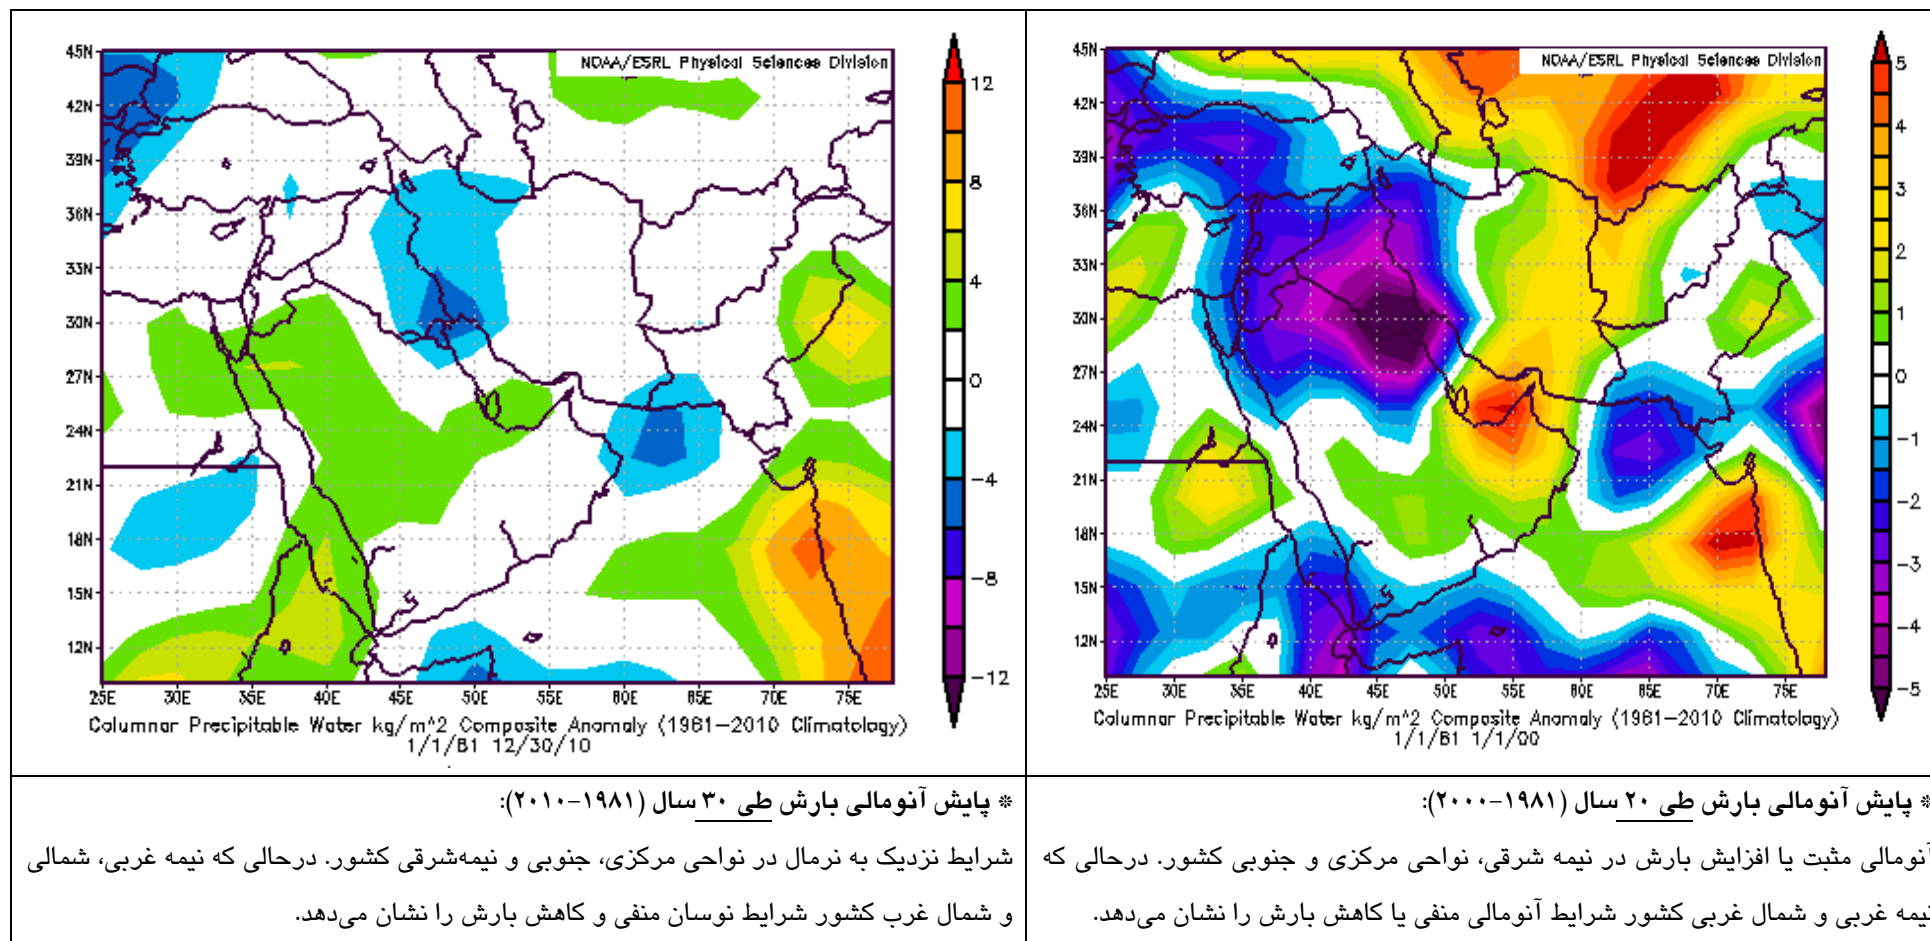 NOAA/ESRL Physical Sciences Division
45N
42N
39N
36N
33N
30N
27N
24N
21N
18N
15N
12N
25E 30E 35E 40E 45E 50E 55E 60E 65E 70E 75E
12
8
4
0
-4
-8
-12
Columnar Precipitable Water kg/m^2 Composite Anomaly (1981-2010 Climatology)
1/1/81 12/30/10
NOAA/ESRL Physical Sciences Division
45N
42N
39N
36N
33N
30N
27N
24N
21N
18N
15N
12N
25E 30E 35E 40E 45E 50E 55E 60E 65E 70E 75E
5
4
3
2
1
0
-1
-2
-3
-4
-5
Columnar Precipitable Water kg/m^2 Composite Anomaly (1981-2010 Climatology)
1/1/81 1/1/00
* پایش آنومالی بارش طی ۲۰ سال (۱۹۸۱-۲۰۰۰):
آنومالی مثبت یا افزایش بارش در نیمه شرقی، نواحی مرکزی و جنوبی کشور. درحالی که
نیمه غربی و شمال غربی کشور شرایط آنومالی منفی یا کاهش بارش را نشان می‌دهد.
* پایش آنومالی بارش طی ۳۰ سال (۱۹۸۱-۲۰۱۰):
شرایط نزدیک به نرمال در نواحی مرکزی، جنوبی و نیمه‌شرقی کشور. درحالی که نیمه غربی، شمالی
و شمال غرب کشور شرایط نوسان منفی و کاهش بارش را نشان می‌دهد.